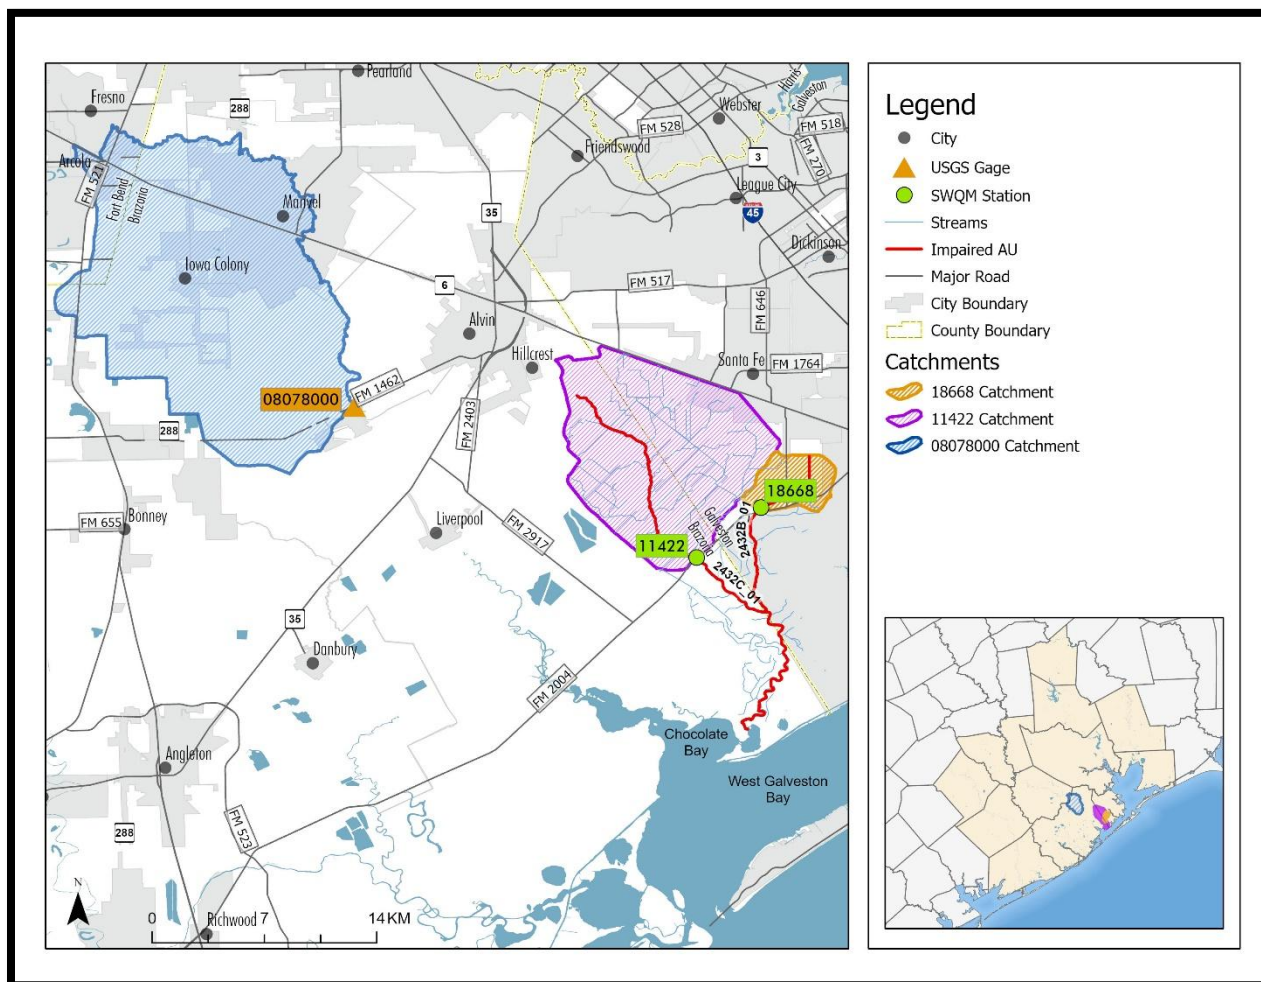 Pearland
Fresno
288
Webster
Harris
Galveston
FM 528
FM 518
Friendswood
3
FM 270
Arcola
FM 521
Fort Bend
Brazoria
Manvel
League City
35
45
Dickinson
Iowa Colony
6
FM 517
FM 646
Alvin
Hillcrest
Santa Fe
FM 1764
08078000
FM 1462
FM 2403
288
18668
Bonney
FM 655
Liverpool
FM 2917
11422
Galveston
Brazoria
2432B_01
2432C_01
35
Danbury
FM 2004
Chocolate
Bay
West Galveston
Bay
Angleton
288
FM 523
N
0 7 14 KM
Richwood
Legend
City
USGS Gage
SWQM Station
Streams
Impaired AU
Major Road
City Boundary
County Boundary
Catchments
18668 Catchment
11422 Catchment
08078000 Catchment